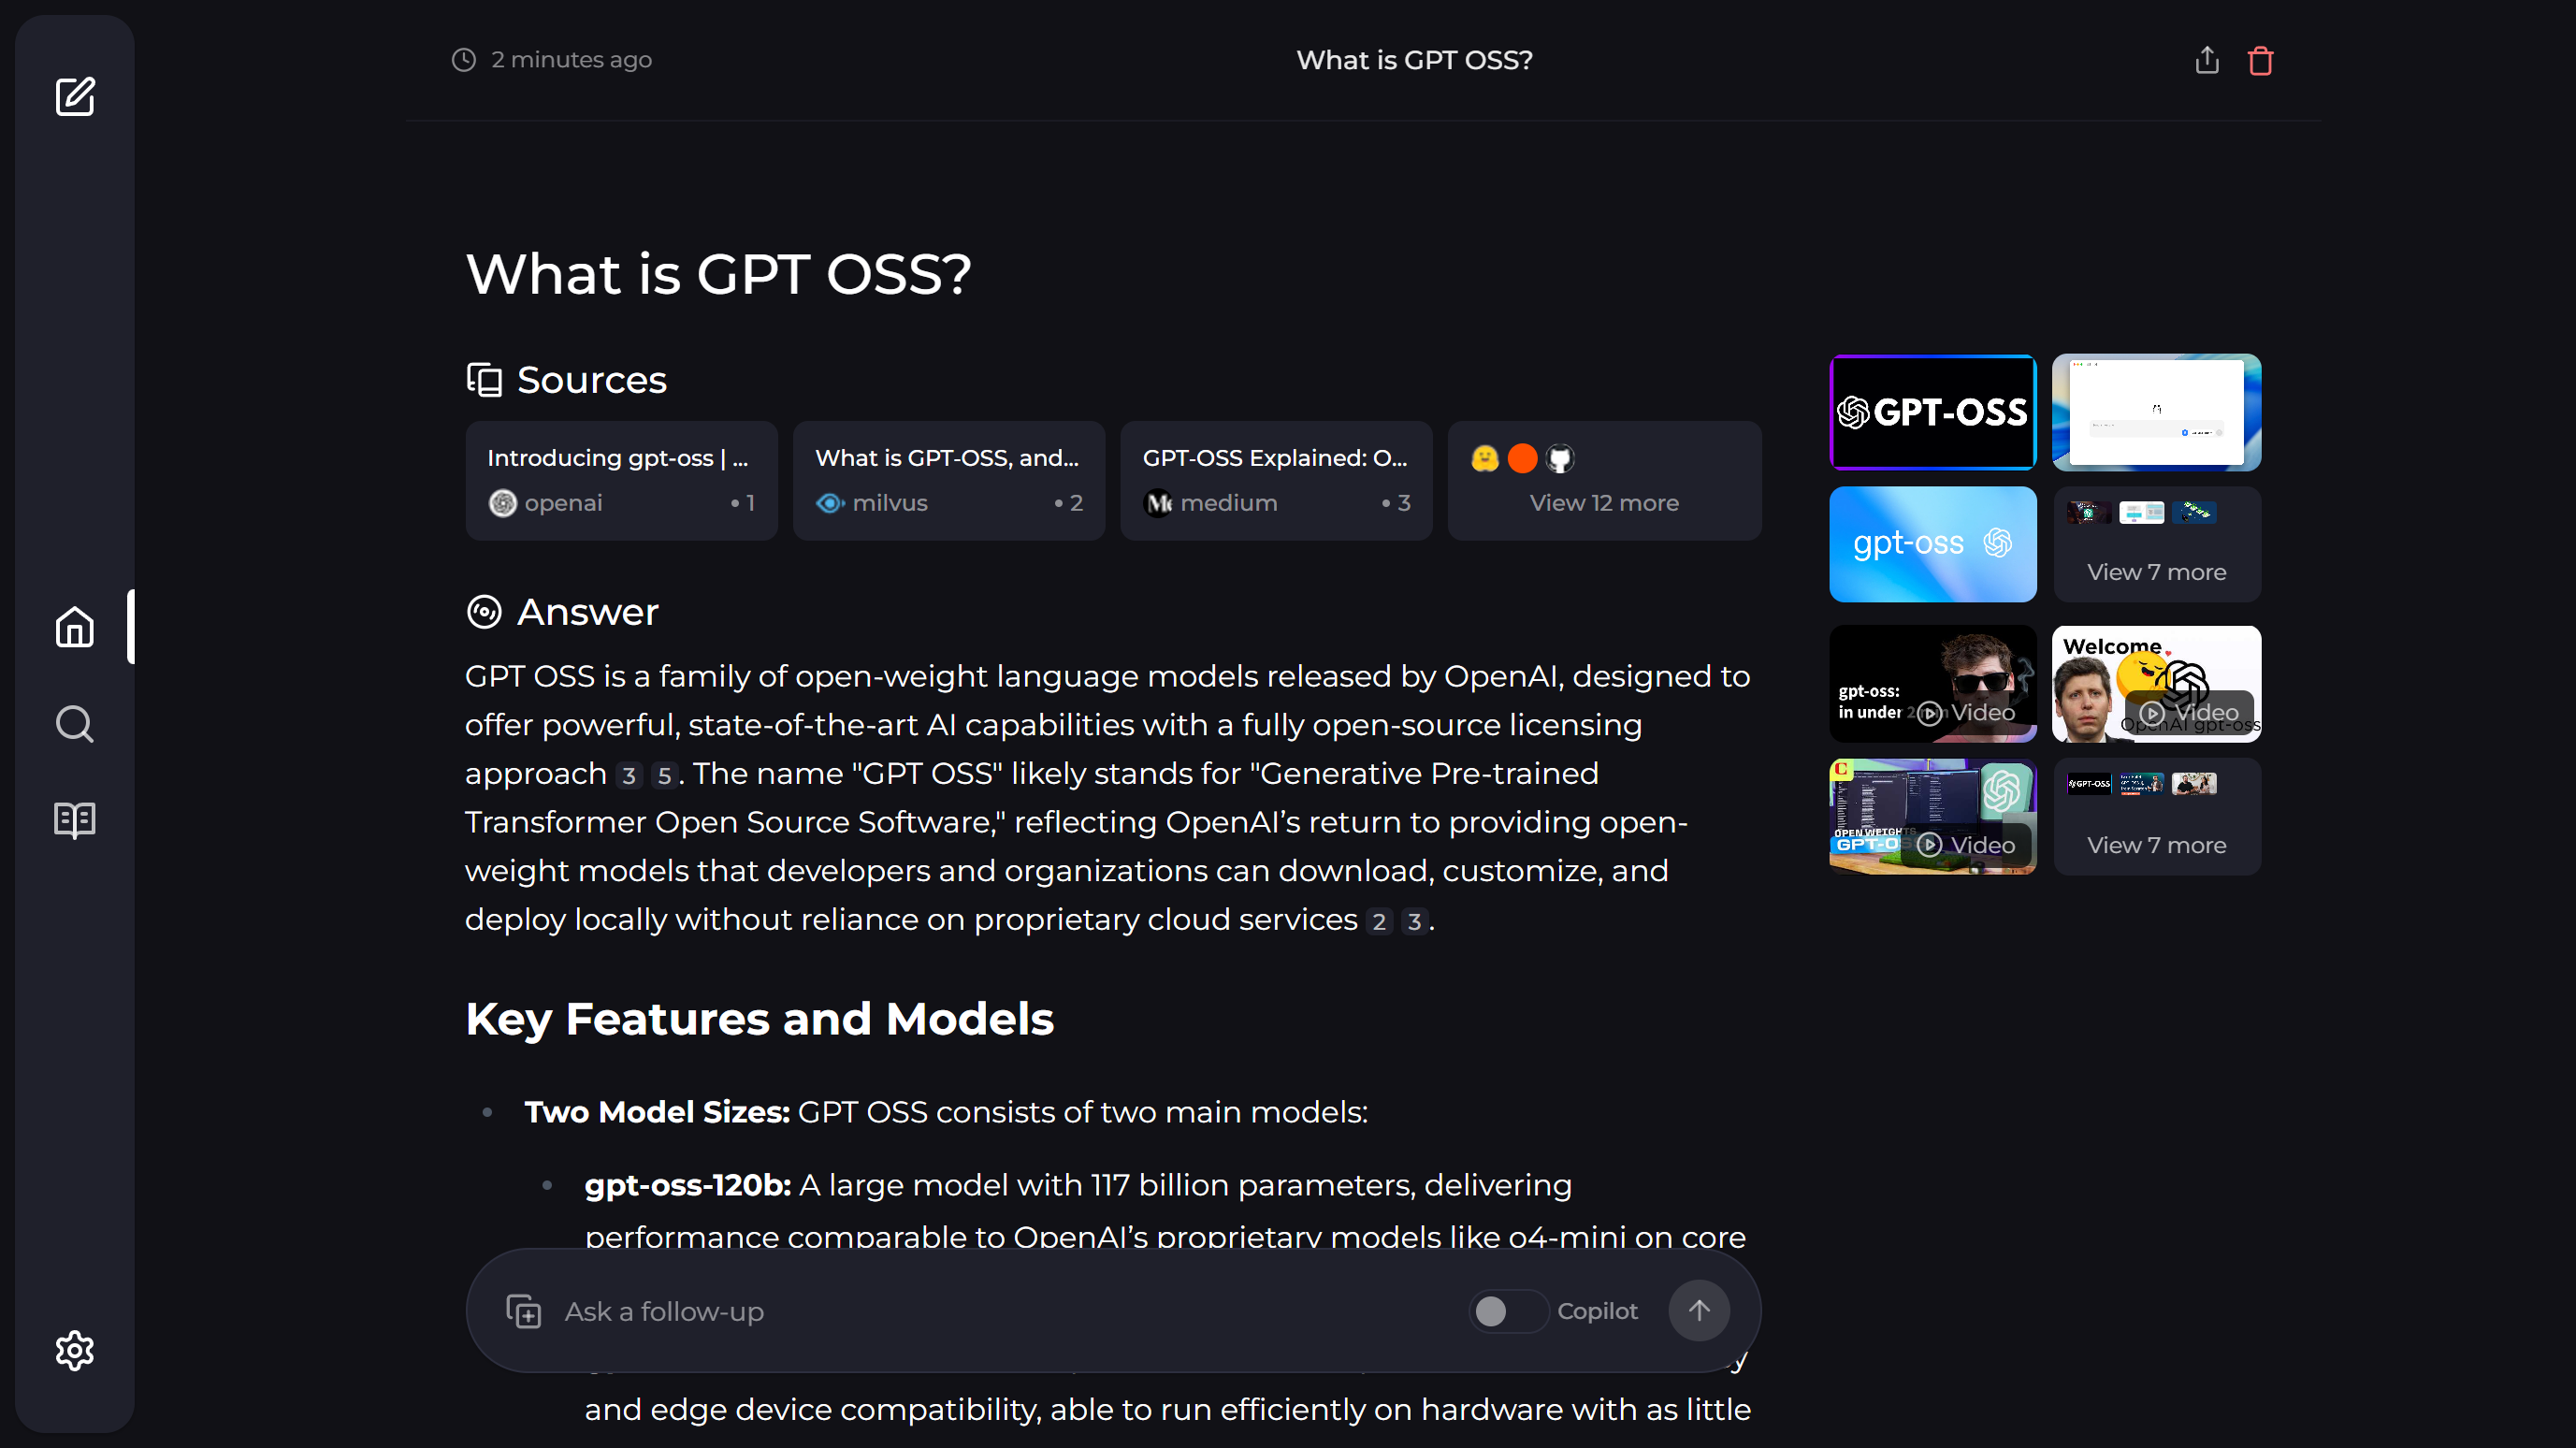 2 minutes ago
What is GPT OSS?
What is GPT OSS?
Sources
Introducing gpt-oss | ...
openai
• 1
What is GPT-OSS, and...
milvus
• 2
GPT-OSS Explained: O...
medium
• 3
View 12 more
GPT-OSS
gpt-oss
View 7 more
gpt-oss:
in under
Video
Welcome
OpenAI gpt-oss
Video
OPEN WEIGHTS
GPT-OS
Video
GPT-OSS
View 7 more
Answer
GPT OSS is a family of open-weight language models released by OpenAI, designed to
offer powerful, state-of-the-art AI capabilities with a fully open-source licensing
approach 3 5. The name "GPT OSS" likely stands for "Generative Pre-trained
Transformer Open Source Software," reflecting OpenAI’s return to providing open-
weight models that developers and organizations can download, customize, and
deploy locally without reliance on proprietary cloud services 2 3.
Key Features and Models
• Two Model Sizes: GPT OSS consists of two main models:
• gpt-oss-120b: A large model with 117 billion parameters, delivering
performance comparable to OpenAI’s proprietary models like o4-mini on core
Ask a follow-up
Copilot
and edge device compatibility, able to run efficiently on hardware with as little